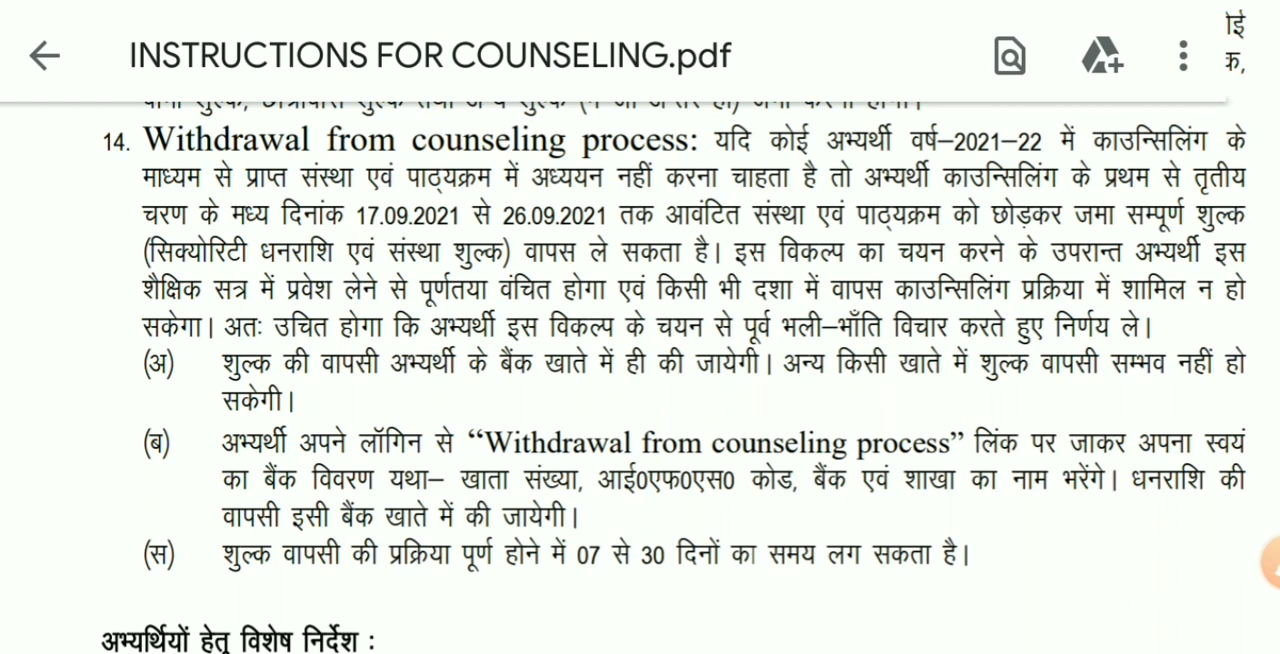 ोई
INSTRUCTIONS FOR COUNSELING.pdf
क,
14. Withdrawal from counseling process: यदि कोई अभ्यर्थी वर्ष–2021–22 में काउन्सिलिंग के
माध्यम से प्राप्त संस्था एवं पाठ्यक्रम में अध्ययन नहीं करना चाहता है तो अभ्यर्थी काउन्सिलिंग के प्रथम से तृतीय
चरण के मध्य दिनांक 17.09.2021 से 26.09.2021 तक आवंटित संस्था एवं पाठ्यक्रम को छोड़कर जमा सम्पूर्ण शुल्क
(सिक्योरिटी धनराशि एवं संस्था शुल्क) वापस ले सकता है। इस विकल्प का चयन करने के उपरान्त अभ्यर्थी इस
शैक्षिक सत्र में प्रवेश लेने से पूर्णतया वंचित होगा एवं किसी भी दशा में वापस काउन्सिलिंग प्रक्रिया में शामिल न हो
सकेगा। अतः उचित होगा कि अभ्यर्थी इस विकल्प के चयन से पूर्व भली–भाँति विचार करते हुए निर्णय ले।
(अ) शुल्क की वापसी अभ्यर्थी के बैंक खाते में ही की जायेगी। अन्य किसी खाते में शुल्क वापसी सम्भव नहीं हो
सकेगी।
(ब) अभ्यर्थी अपने लॉगिन से “Withdrawal from counseling process” लिंक पर जाकर अपना स्वयं
का बैंक विवरण यथा– खाता संख्या, आई0एफ0एस0 कोड, बैंक एवं शाखा का नाम भरेंगे। धनराशि की
वापसी इसी बैंक खाते में की जायेगी।
(स) शुल्क वापसी की प्रक्रिया पूर्ण होने में 07 से 30 दिनों का समय लग सकता है।
अभ्यर्थियों हेतु विशेष निर्देश :